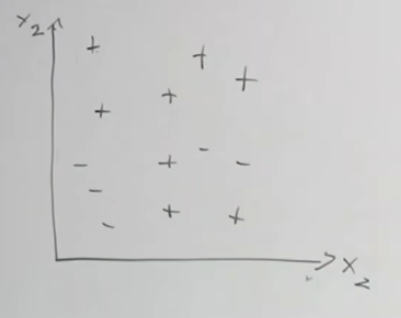 x2
+ +
+
+
+
- + - -
-
- + +
x2